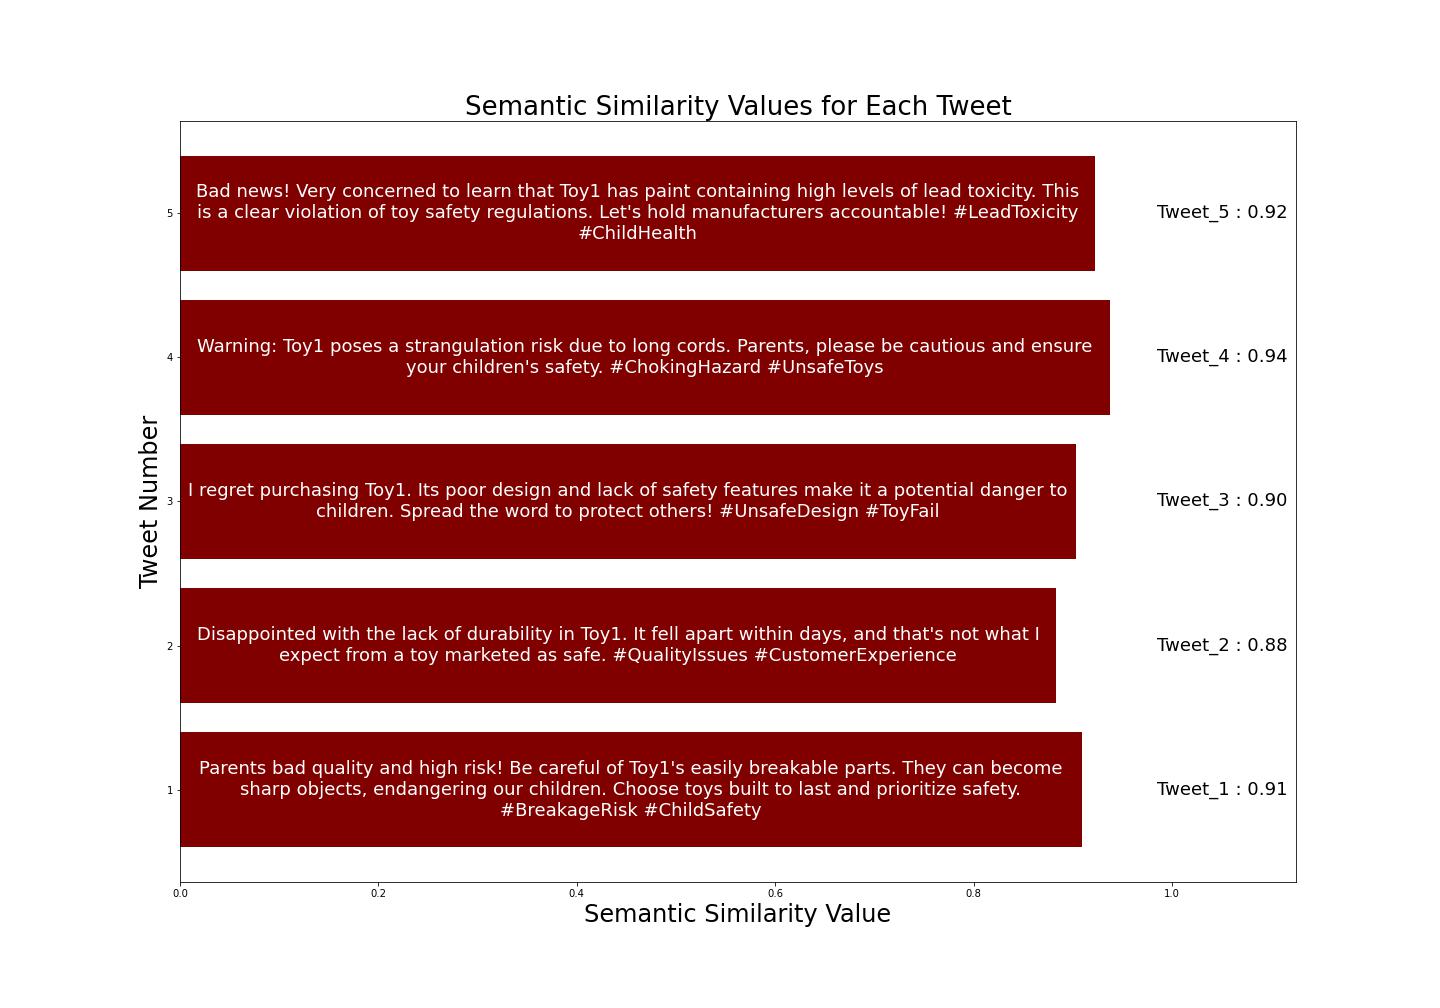 Semantic Similarity Values for Each Tweet
5
Bad news! Very concerned to learn that Toy1 has paint containing high levels of lead toxicity. This
is a clear violation of toy safety regulations. Let's hold manufacturers accountable! #LeadToxicity
#ChildHealth
Tweet_5 : 0.92
4
Warning: Toy1 poses a strangulation risk due to long cords. Parents, please be cautious and ensure
your children's safety. #ChokingHazard #UnsafeToys
Tweet_4 : 0.94
3
I regret purchasing Toy1. Its poor design and lack of safety features make it a potential danger to
children. Spread the word to protect others! #UnsafeDesign #ToyFail
Tweet_3 : 0.90
2
Disappointed with the lack of durability in Toy1. It fell apart within days, and that's not what I
expect from a toy marketed as safe. #QualityIssues #CustomerExperience
Tweet_2 : 0.88
1
Parents bad quality and high risk! Be careful of Toy1's easily breakable parts. They can become
sharp objects, endangering our children. Choose toys built to last and prioritize safety.
#BreakageRisk #ChildSafety
Tweet_1 : 0.91
Tweet Number
0.0 0.2 0.4 0.6 0.8 1.0
Semantic Similarity Value